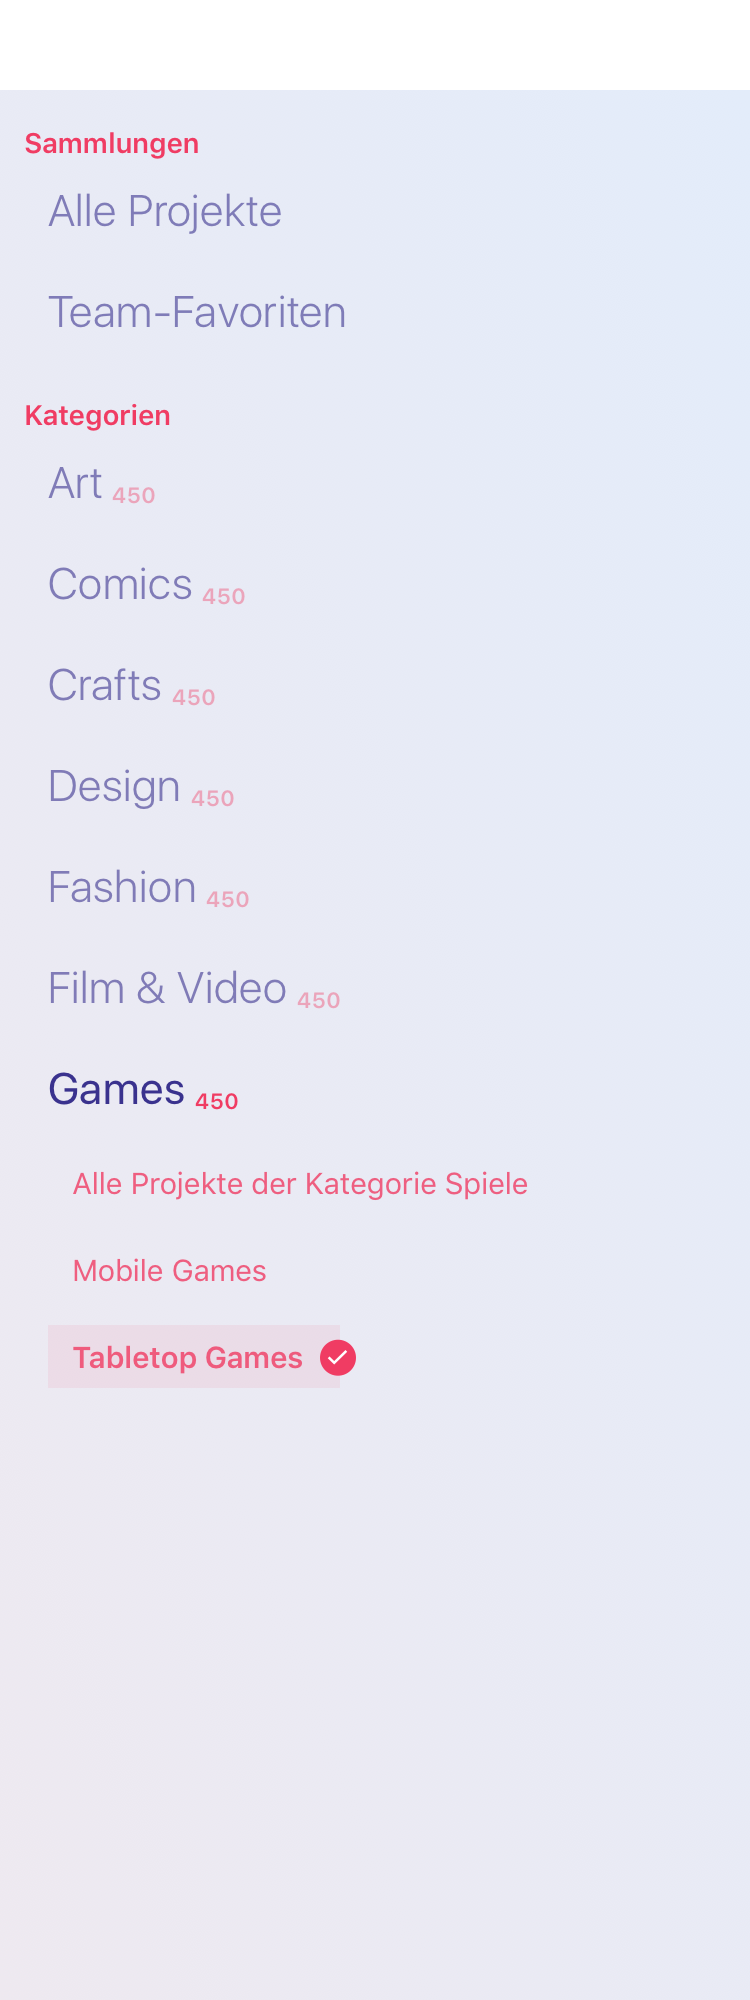 Sammlungen
Alle Projekte
Team-Favoriten
Kategorien
Art 450
Comics 450
Crafts 450
Design 450
Fashion 450
Film & Video 450
Games 450
Alle Projekte der Kategorie Spiele
Mobile Games
Tabletop Games